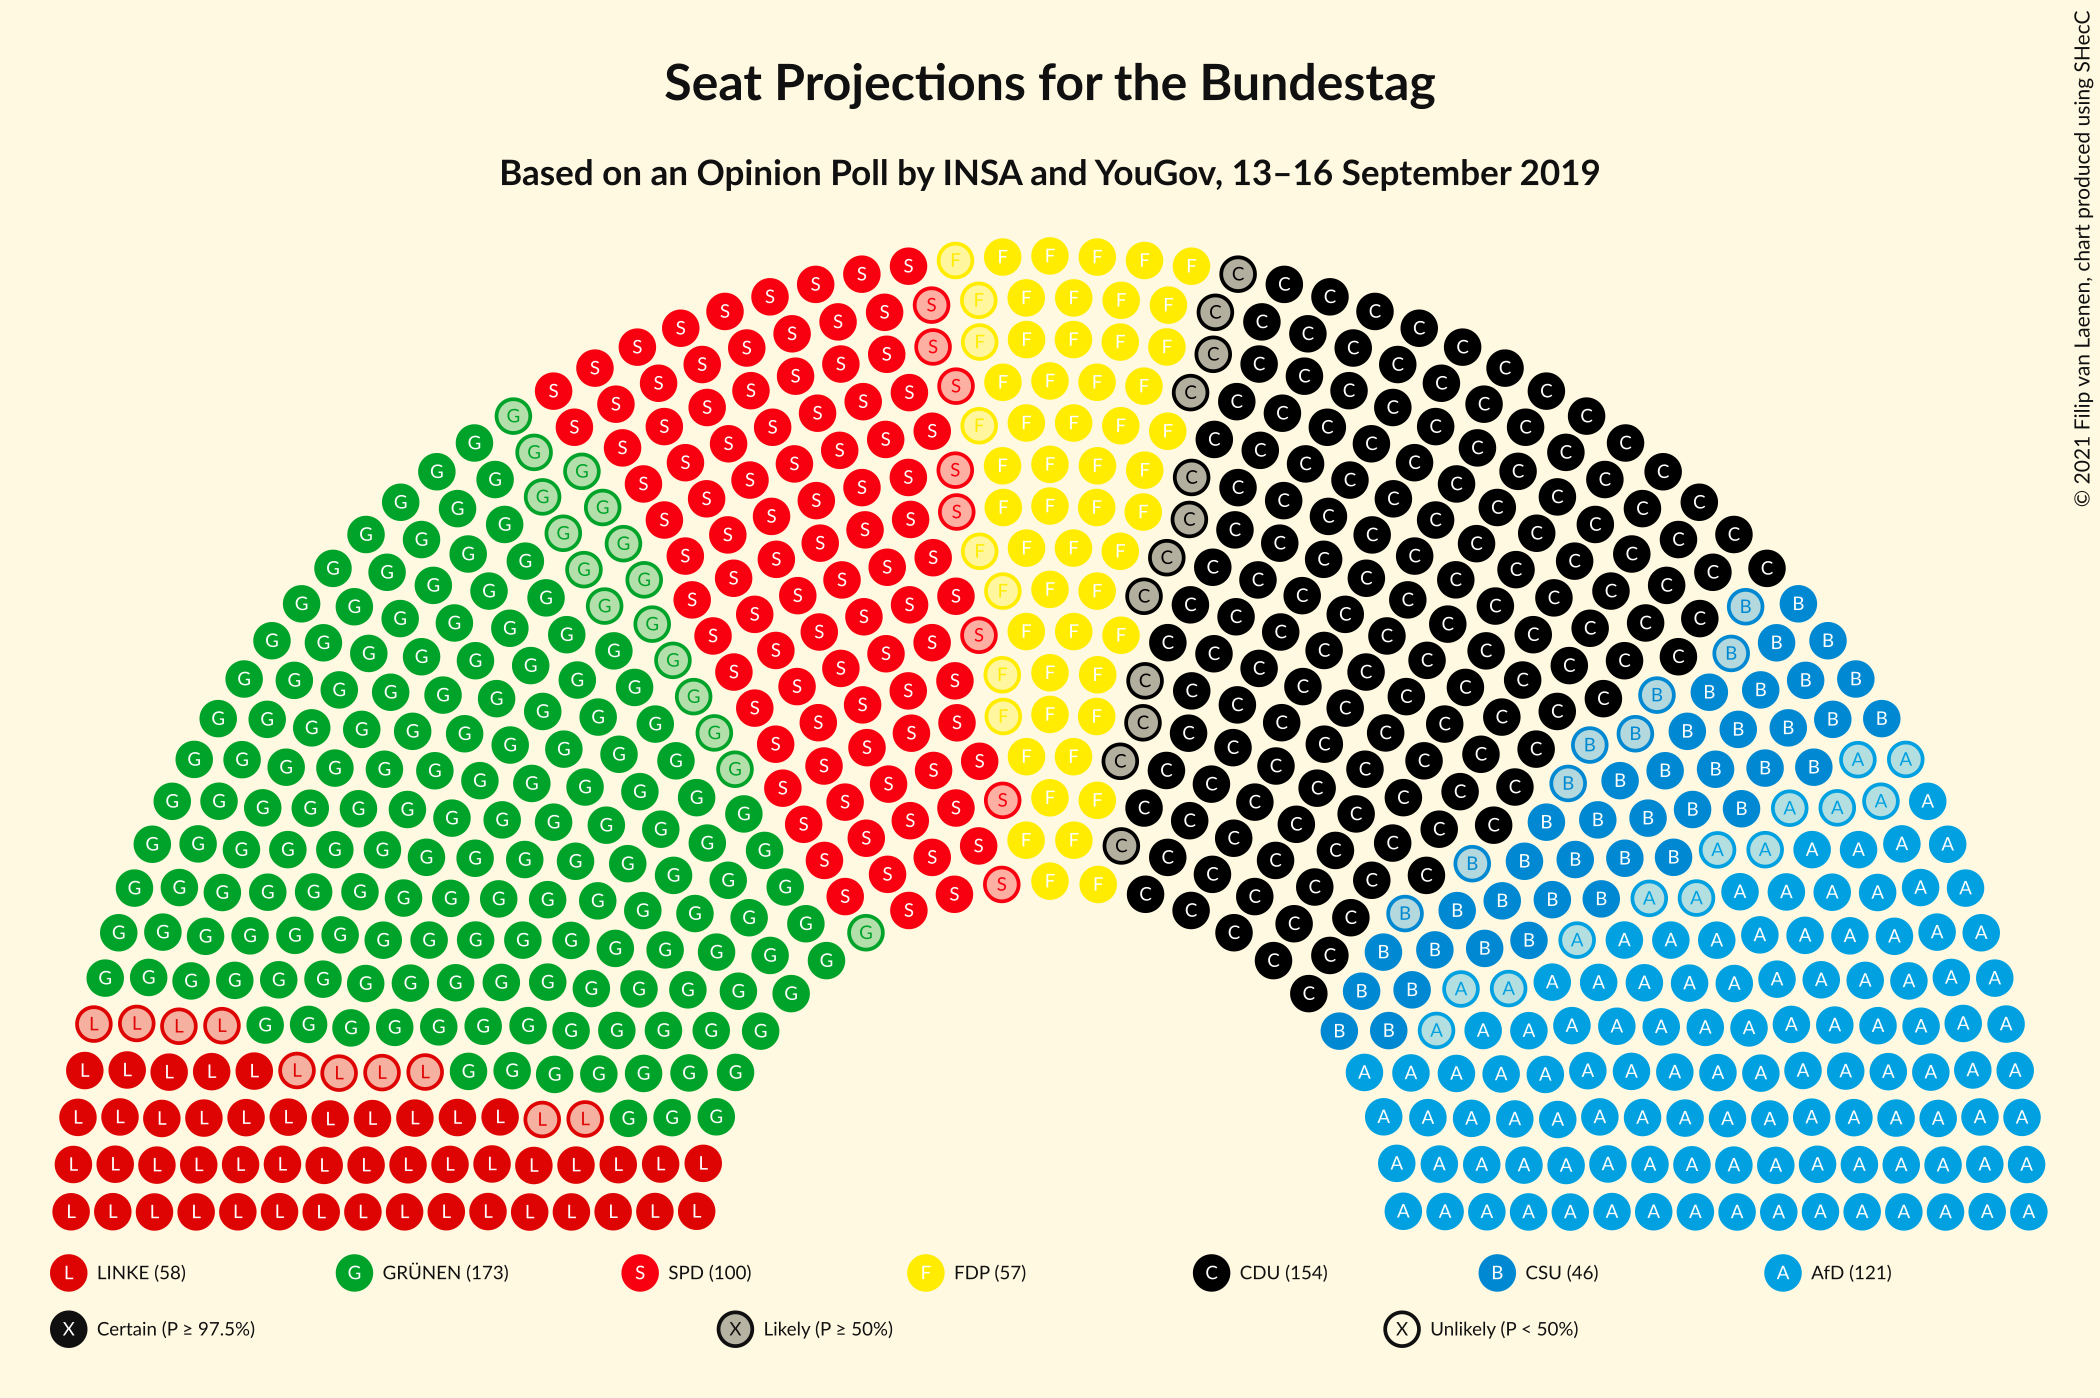 Seat Projections for the Bundestag
Based on an Opinion Poll by INSA and YouGov, 13–16 September 2019
© 2021 Filip van Laenen, chart produced using SHecC
L LINKE (58) G GRÜNEN (173) S SPD (100) F FDP (57) C CDU (154) B CSU (46) A AfD (121)
X Certain (P ≥ 97.5%) X Likely (P ≥ 50%) X Unlikely (P < 50%)